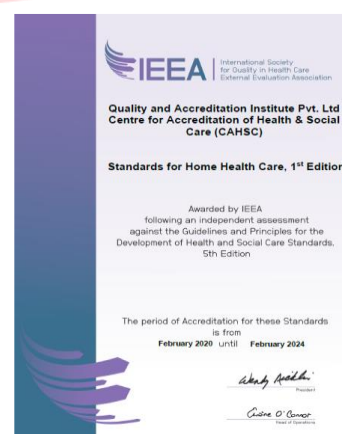 IEEA
International Society
for Quality in Health Care
External Evaluation Association
Quality and Accreditation Institute Pvt. Ltd
Centre for Accreditation of Health & Social
Care (CAHSC)
Standards for Home Health Care, 1st Edition
Awarded by IEEA
following an independent assessment
against the Guidelines and Principles for the
Development of Health and Social Care Standards,
5th Edition
The period of Accreditation for these Standards
is from
February 2020 until February 2024
President
Head of Operations